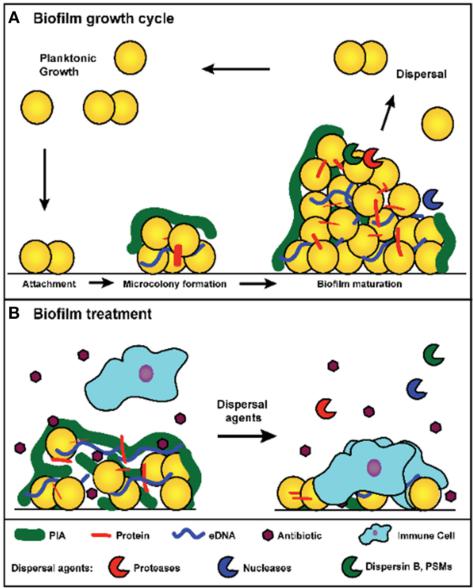 A Biofilm growth cycle
Planktonic
Growth
Dispersal
Attachment
Microcolony formation
Biofilm maturation
B Biofilm treatment
Dispersal
agents
PIA
Protein
eDNA
Antibiotic
Immune Cell
Dispersal agents:
Proteases
Nucleases
Dispersin B, PSMs